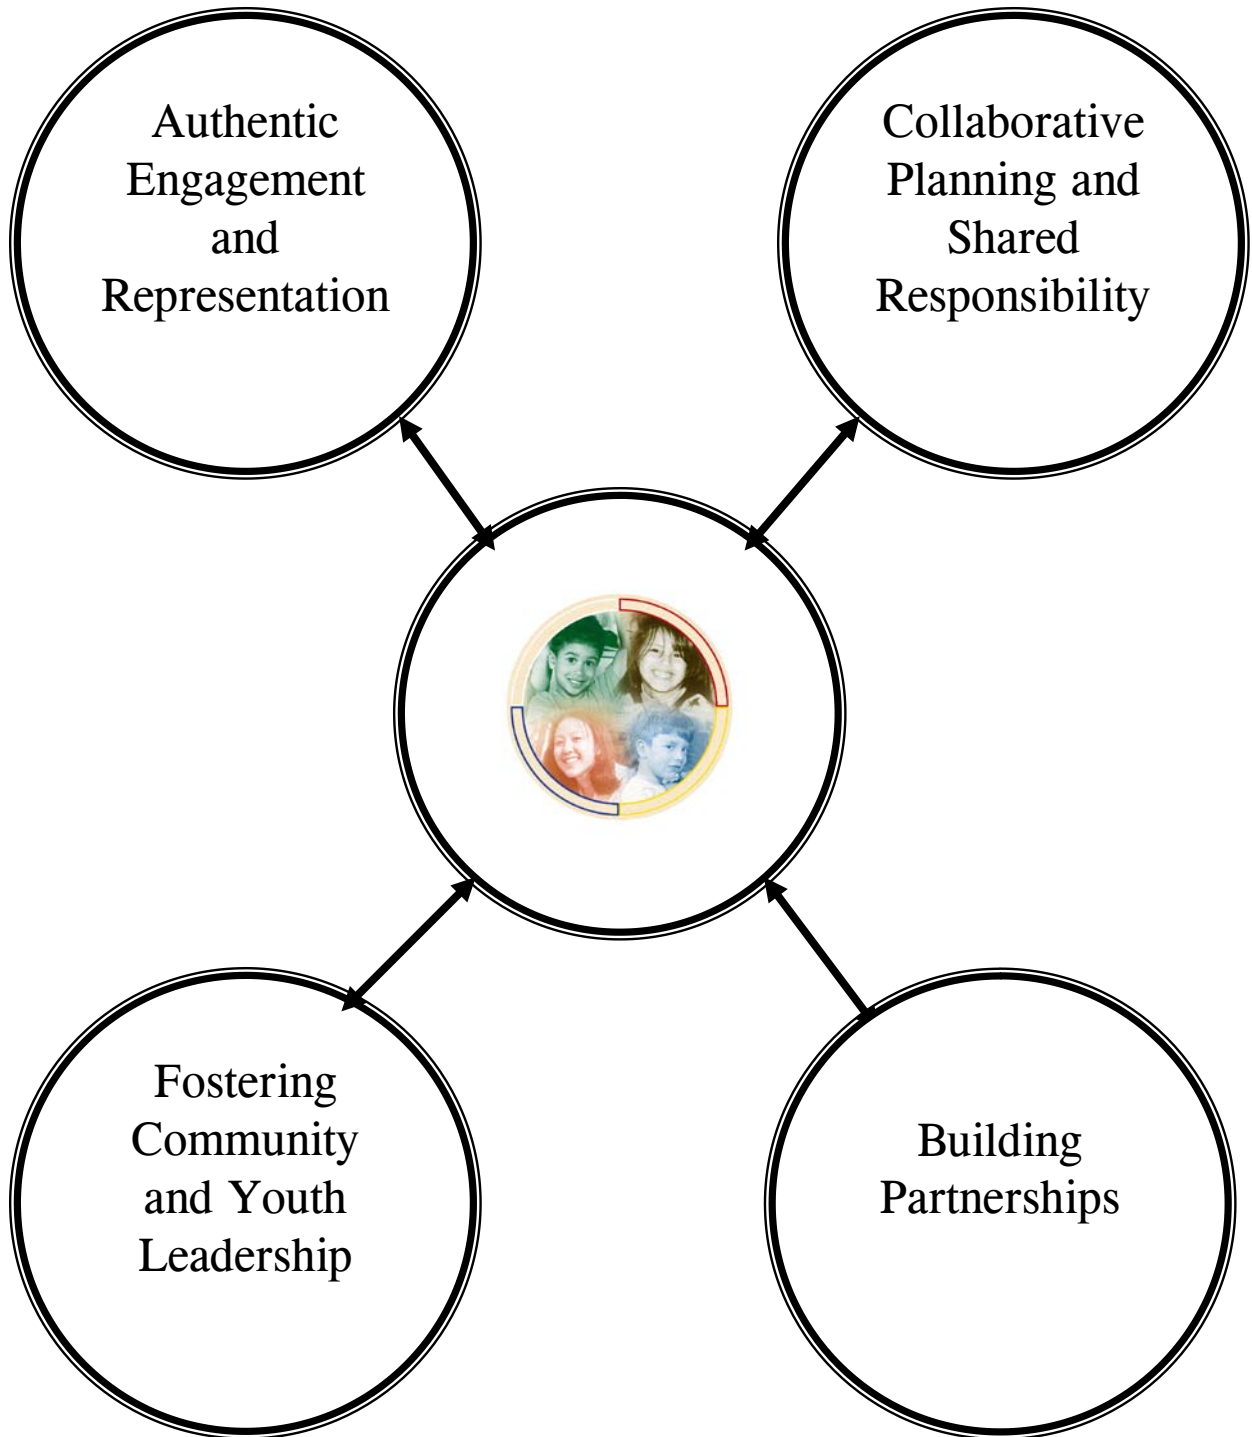 Authentic
Engagement
and
Representation
Collaborative
Planning and
Shared
Responsibility
Fostering
Community
and Youth
Leadership
Building
Partnerships